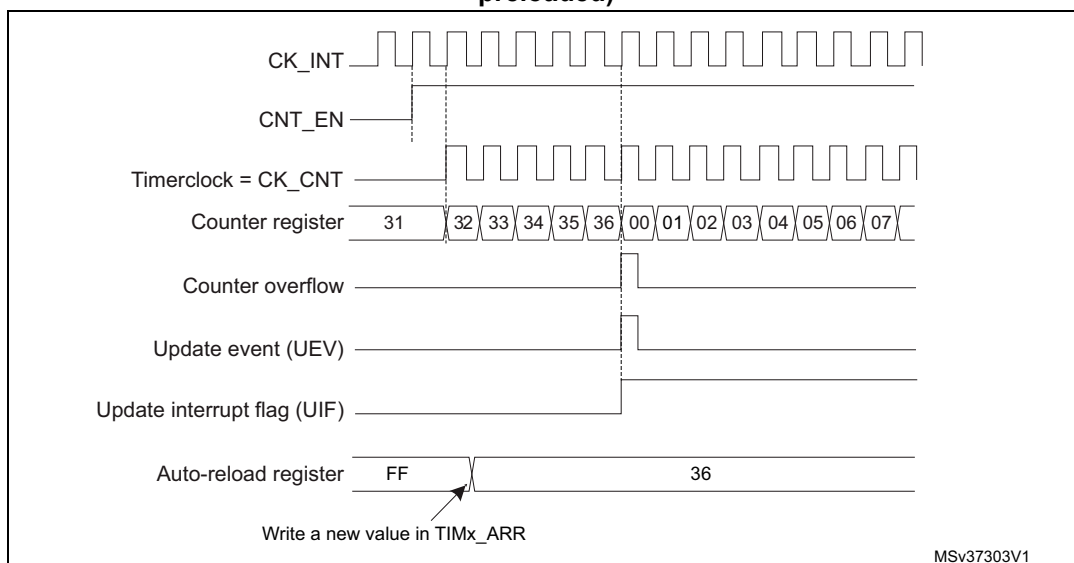 preloaded)
CK_INT
CNT_EN
Timerclock = CK_CNT
Counter register 31 32 33 34 35 36 00 01 02 03 04 05 06 07
Counter overflow
Update event (UEV)
Update interrupt flag (UIF)
Auto-reload register FF 36
Write a new value in TIMx_ARR
MSv37303V1